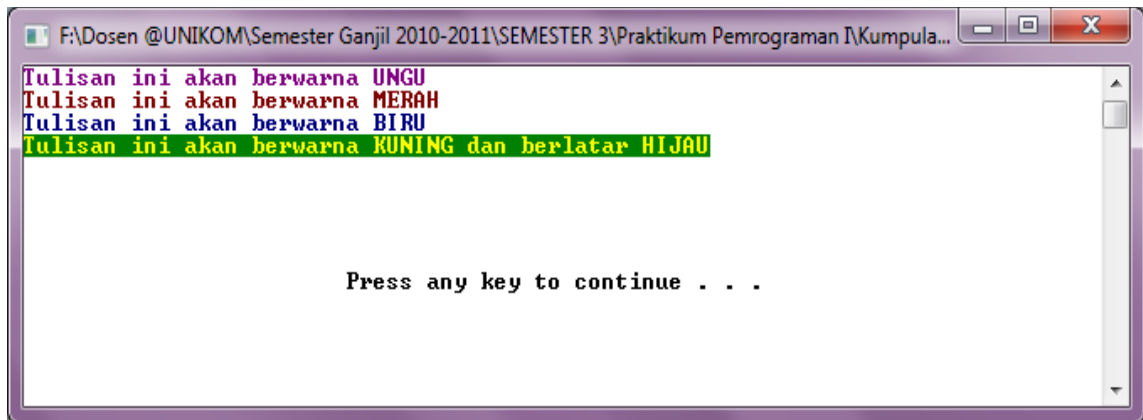 F:\Dosen @UNIKOM\Semester Ganjil 2010-2011\SEMESTER 3\Praktikum Pemrograman I\Kumpula...
Tulisan ini akan berwarna UNGU
Tulisan ini akan berwarna MERAH
Tulisan ini akan berwarna BIRU
Tulisan ini akan berwarna KUNING dan berlatar HIJAU
Press any key to continue . . .